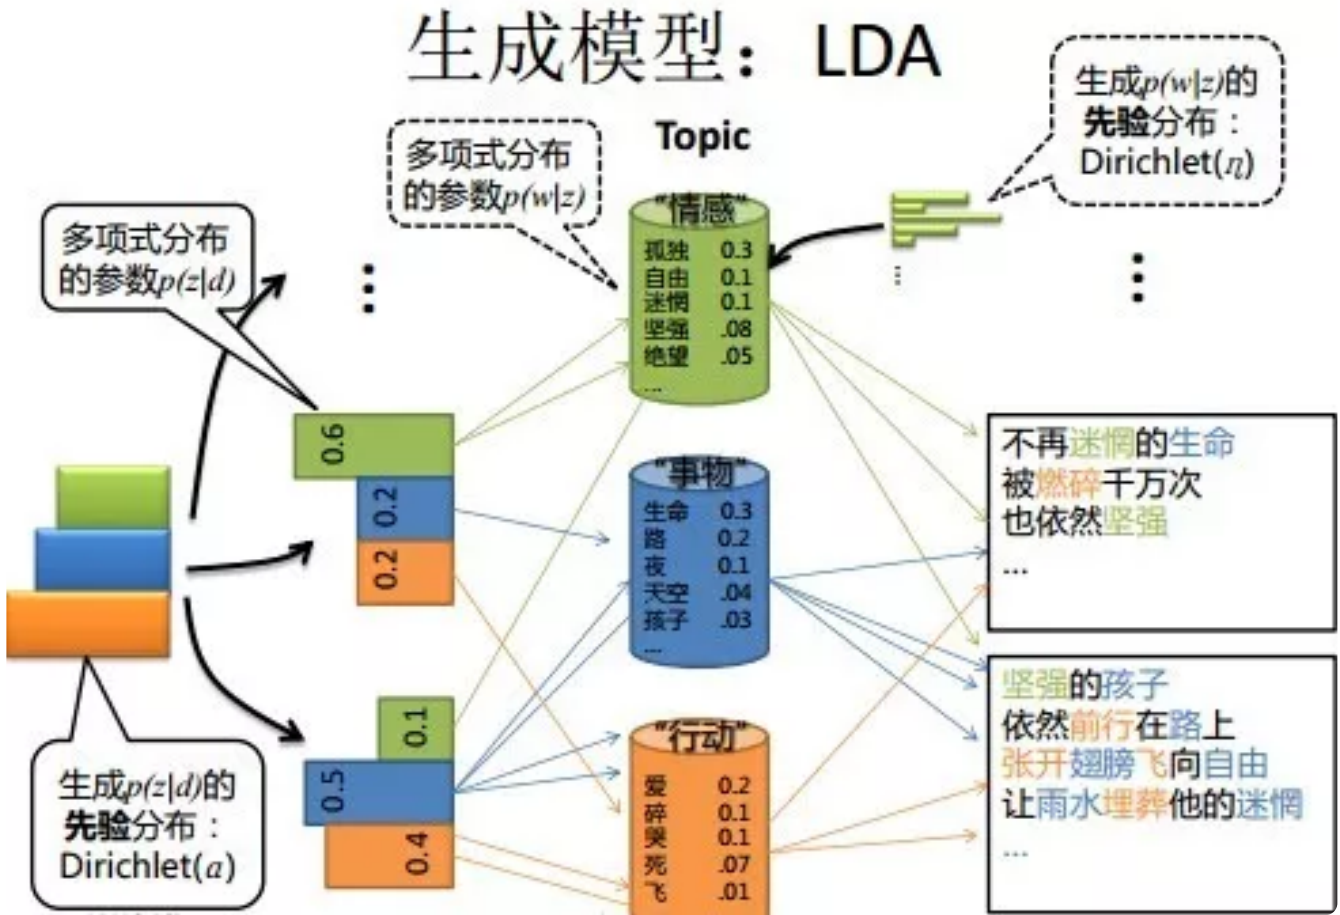 生成模型：LDA
生成p(w|z)的
先验分布：
Dirichlet(η)
Topic
多项式分布
的参数p(w|z)
多项式分布
的参数p(z|d)
...
...
...
"情感"
孤独 0.3
自由 0.1
迷惘 0.1
坚强 .08
绝望 .05
...
0.6
0.2
0.2
"事物"
生命 0.3
路 0.2
夜 0.1
天空 .04
孩子 .03
...
不再迷惘的生命
被燃碎千万次
也依然坚强
...
0.1
0.5
0.4
"行动"
爱 0.2
碎 0.1
哭 0.1
死 .07
飞 .01
坚强的孩子
依然前行在路上
张开翅膀飞向自由
让雨水埋葬他的迷惘
...
生成p(z|d)的
先验分布：
Dirichlet(a)